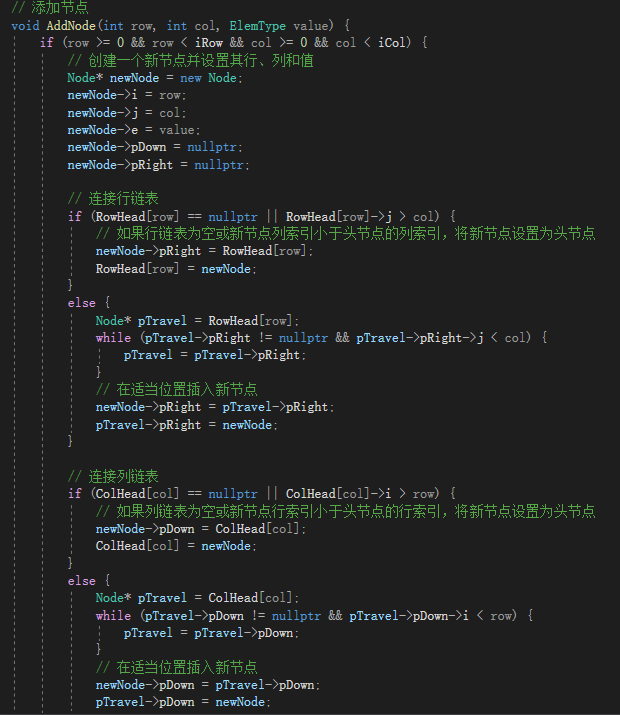 // 添加节点
void AddNode(int row, int col, ElemType value) {
    if (row >= 0 && row < iRow && col >= 0 && col < iCol) {
        // 创建一个新节点并设置其行、列和值
        Node* newNode = new Node;
        newNode->i = row;
        newNode->j = col;
        newNode->e = value;
        newNode->pDown = nullptr;
        newNode->pRight = nullptr;

        // 连接行链表
        if (RowHead[row] == nullptr || RowHead[row]->j > col) {
            // 如果行链表为空或新节点列索引小于头节点的列索引，将新节点设置为头节点
            newNode->pRight = RowHead[row];
            RowHead[row] = newNode;
        }
        else {
            Node* pTravel = RowHead[row];
            while (pTravel->pRight != nullptr && pTravel->pRight->j < col) {
                pTravel = pTravel->pRight;
            }
            // 在适当位置插入新节点
            newNode->pRight = pTravel->pRight;
            pTravel->pRight = newNode;
        }

        // 连接列链表
        if (ColHead[col] == nullptr || ColHead[col]->i > row) {
            // 如果列链表为空或新节点行索引小于头节点的行索引，将新节点设置为头节点
            newNode->pDown = ColHead[col];
            ColHead[col] = newNode;
        }
        else {
            Node* pTravel = ColHead[col];
            while (pTravel->pDown != nullptr && pTravel->pDown->i < row) {
                pTravel = pTravel->pDown;
            }
            // 在适当位置插入新节点
            newNode->pDown = pTravel->pDown;
            pTravel->pDown = newNode;